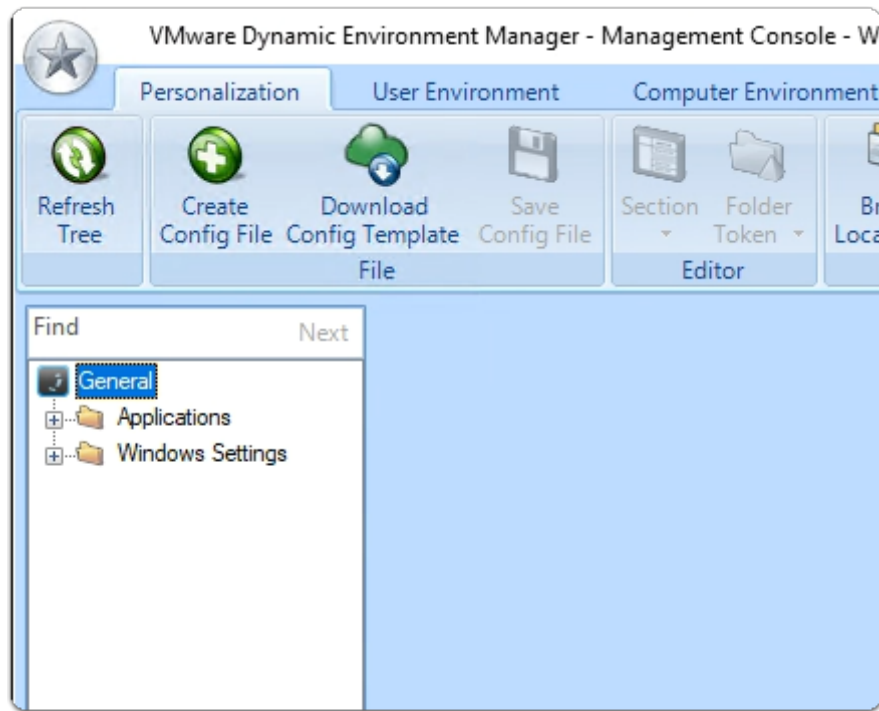 VMware Dynamic Environment Manager - Management Console - W
Personalization User Environment Computer Environment
Refresh Tree
Create Config File
Download Config Template
Save Config File
File
Section
Folder Token
Editor
Find Next
General
Applications
Windows Settings